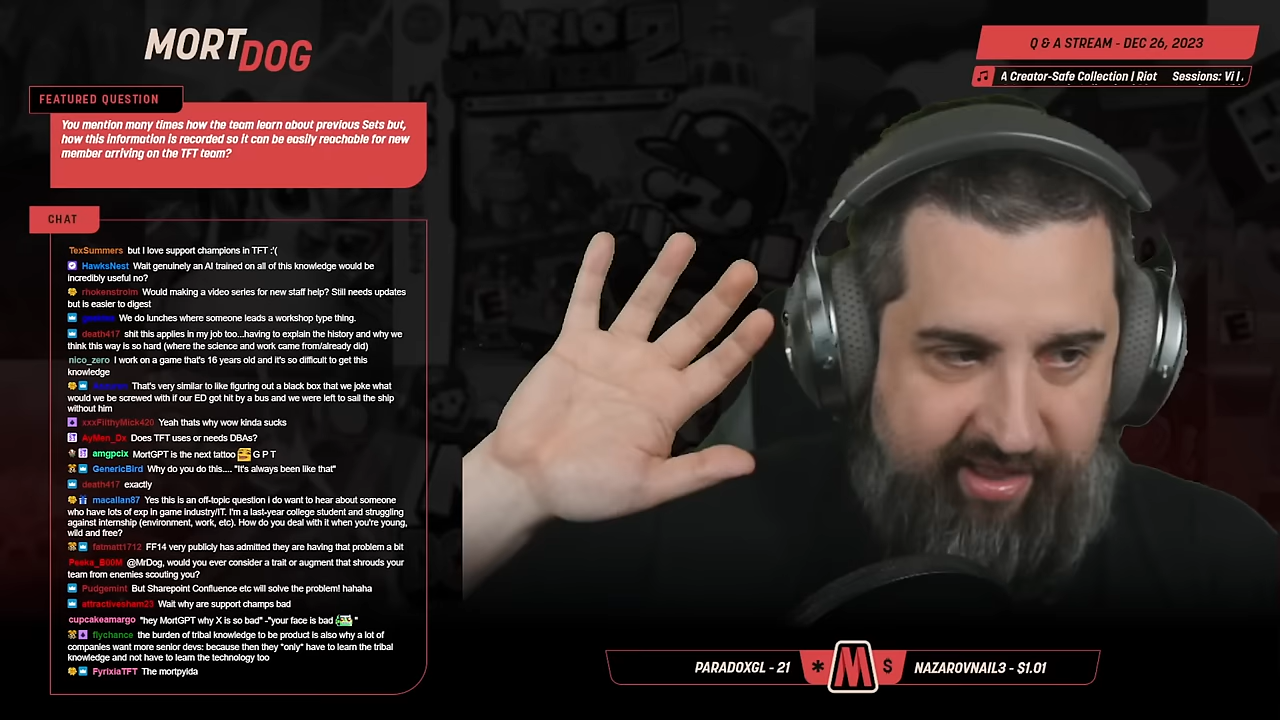 MORTDOG
Q & A STREAM - DEC 26, 2023
A Creator-Safe Collection | Riot Sessions: Vi | .
FEATURED QUESTION
You mention many times how the team learn about previous Sets but,
how this information is recorded so it can be easily reachable for new
member arriving on the TFT team?
MARIO
2
CHAT
TexSummers but I love support champions in TFT :'(
HawksNest Wait genuinely an AI trained on all of this knowledge would be
incredibly useful no?
rhokenstroim Would making a video series for new staff help? Still needs updates
but is easier to digest
We do lunches where someone leads a workshop type thing.
death417 shit this applies in my job too...having to explain the history and why we
think this way is so hard (where the science and work came from/already did)
nico_zero I work on a game that's 16 years old and it's so difficult to get this
knowledge
That's very similar to like figuring out a black box that we joke what
would we be screwed with if our ED got hit by a bus and we were left to sail the ship
without him
xxxFilthyMick420 Yeah thats why wow kinda sucks
AyMen_Dx Does TFT uses or needs DBAs?
amgpcix MortGPT is the next tattoo G P T
GenericBird Why do you do this.... "It's always been like that"
death417 exactly
macallan87 Yes this is an off-topic question i do want to hear about someone
who have lots of exp in game industry/IT. I'm a last-year college student and struggling
against internship (environment, work, etc). How do you deal with it when you're young,
wild and free?
fatmatt1712 FF14 very publicly has admitted they are having that problem a bit
@MrDog, would you ever consider a trait or augment that shrouds your
team from enemies scouting you?
Pudgemint But Sharepoint Confluence etc will solve the problem! hahaha
attractivesham23 Wait why are support champs bad
cupcakeamargo "hey MortGPT why X is so bad" -"your face is bad "
flychance the burden of tribal knowledge to be product is also why a lot of
companies want more senior devs: because then they *only* have to learn the tribal
knowledge and not have to learn the technology too
FyrixiaTFT The mortpyida
PARADOXGL - 21 * M $ NAZAROVNAIL3 - $1.01